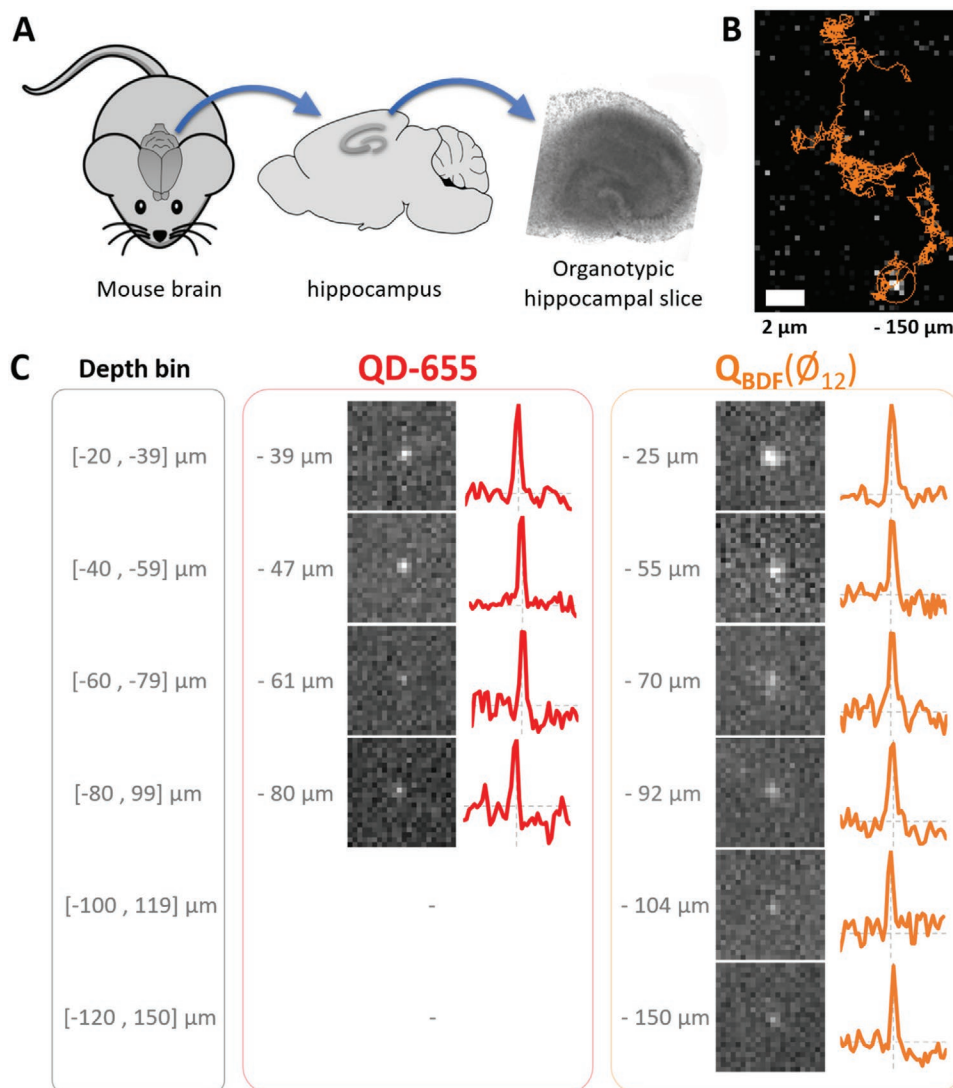 A
B
Mouse brain
hippocampus
Organotypic
hippocampal slice
2 µm
- 150 µm
C
Depth bin
QD-655
Q_BDF(Ø_12)
[-20 , -39] µm
- 39 µm
- 25 µm
[-40 , -59] µm
- 47 µm
- 55 µm
[-60 , -79] µm
- 61 µm
- 70 µm
[-80 , 99] µm
- 80 µm
- 92 µm
[-100 , 119] µm
-
- 104 µm
[-120 , 150] µm
-
- 150 µm